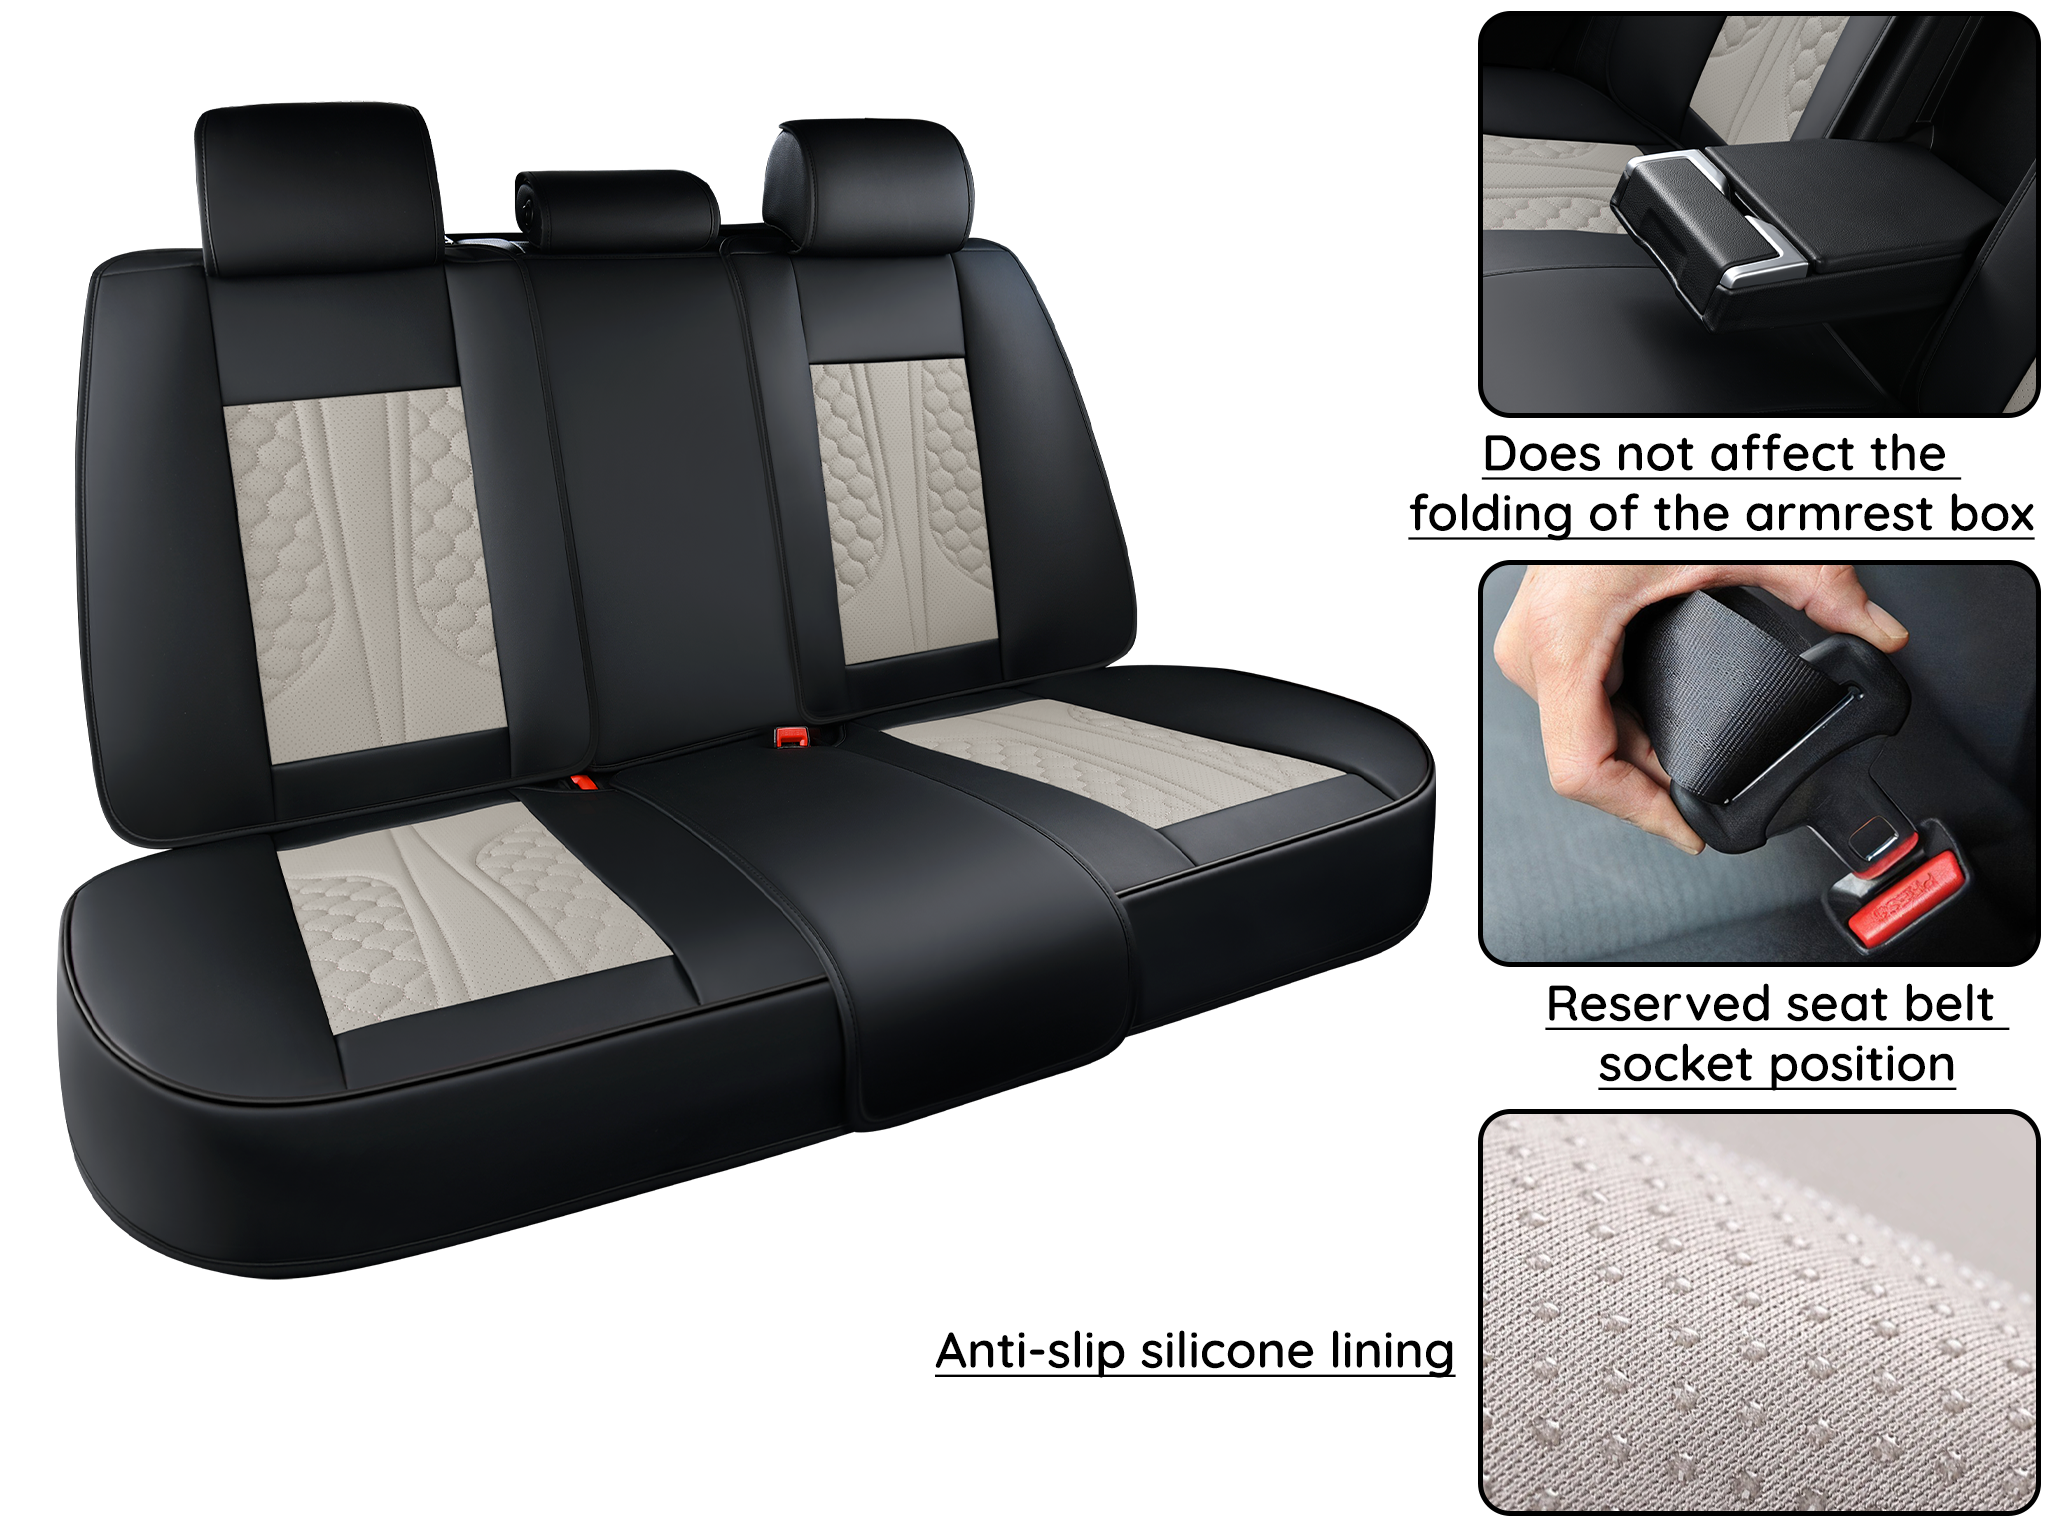 Does not affect the
folding of the armrest box
Reserved seat belt
socket position
Anti-slip silicone lining